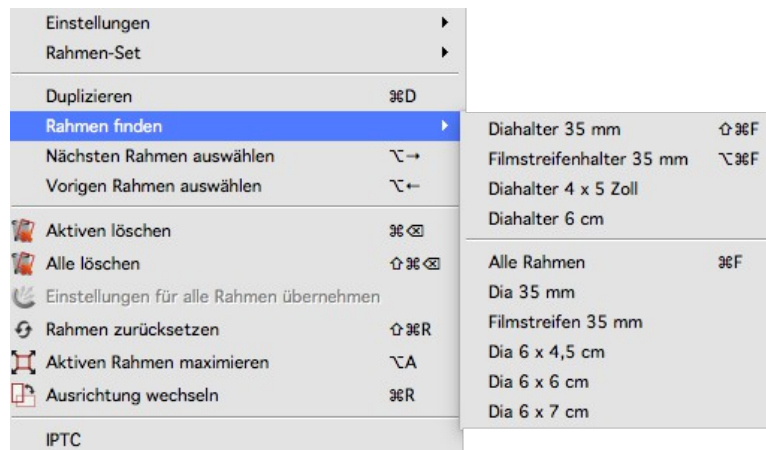 Einstellungen
Rahmen-Set
Duplizieren ⌘D
Rahmen finden
Nächsten Rahmen auswählen ⌥→
Vorigen Rahmen auswählen ⌥←
Aktiven löschen ⌘⌫
Alle löschen ⇧⌘⌫
Einstellungen für alle Rahmen übernehmen
Rahmen zurücksetzen ⇧⌘R
Aktiven Rahmen maximieren ⌥A
Ausrichtung wechseln ⌘R
IPTC
Diahalter 35 mm ⇧⌘F
Filmstreifenhalter 35 mm ⌥⌘F
Diahalter 4 x 5 Zoll
Diahalter 6 cm
Alle Rahmen ⌘F
Dia 35 mm
Filmstreifen 35 mm
Dia 6 x 4,5 cm
Dia 6 x 6 cm
Dia 6 x 7 cm